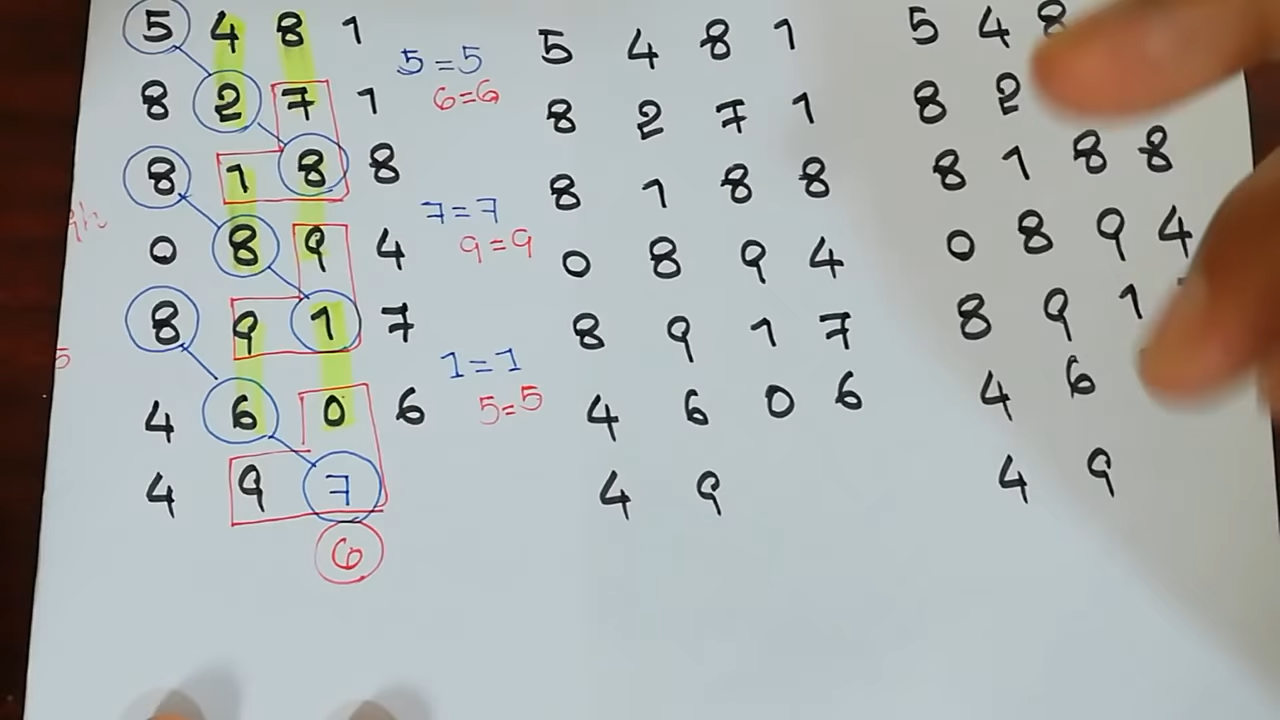 5 4 8 1 5=5 5 4 8 1 5 4 8
8 2 7 1 6=6 8 2 7 1 8 2
8 1 8 8 8 1 8 8 8 1 8 8
0 8 9 4 7=7 0 8 9 4 0 8 9 4
9=9
8 9 1 7 8 9 1 7 8 9 1
1=1
4 6 0 6 5=5 4 6 0 6 4 6
4 9 7 4 9 4 9
6